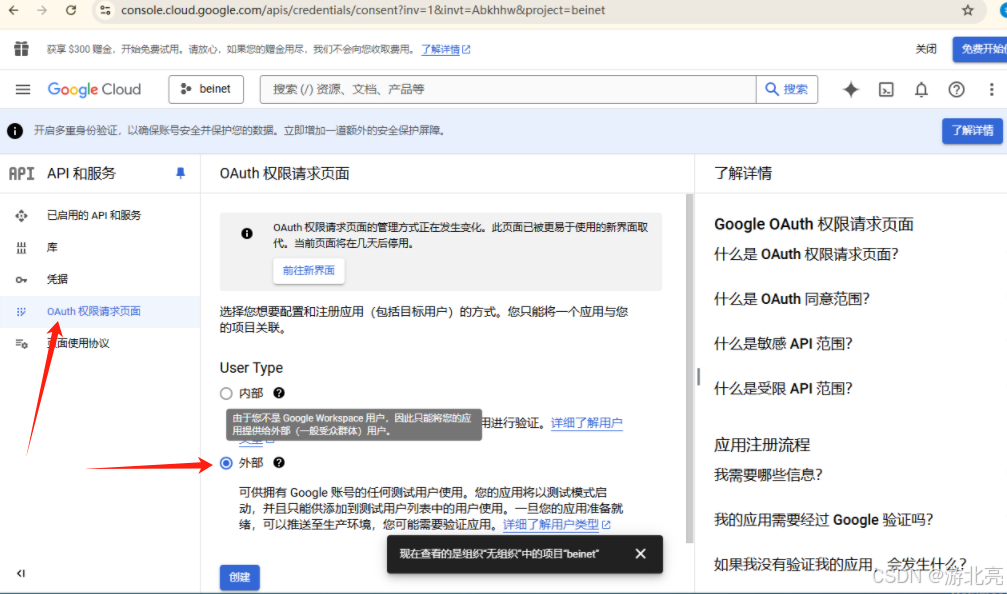 console.cloud.google.com/apis/credentials/consent?inv=1&invt=Abkhhw&project=beinet
获享 $300 赠金，开始免费试用。请放心，如果您的赠金用尽，我们不会向您收取费用。 了解详情
关闭
免费开始使
Google Cloud
beinet
搜索 (/) 资源、文档、产品等
搜索
开启多重身份验证，以确保账号安全并保护您的数据。立即增加一道额外的安全保护屏障。
了解详情
API API 和服务
已启用的 API 和服务
库
凭据
OAuth 权限请求页面
页面使用协议
OAuth 权限请求页面
OAuth 权限请求页面的管理方式正在发生变化。此页面已被更易于使用的新界面取
代。当前页面将在几天后停用。
前往新界面
选择您想要配置和注册应用（包括目标用户）的方式。您只能将一个应用与您
的项目关联。
User Type
内部
由于您不是 Google Workspace 用户，因此只能将您的应
用提供给外部（一般受众群体）用户。
用进行验证。详细了解用户
类型
外部
可供拥有 Google 账号的任何测试用户使用。您的应用将以测试模式启
动，并且只能供添加到测试用户列表中的用户使用。一旦您的应用准备就
绪，可以推送至生产环境，您可能需要验证应用。详细了解用户类型
创建
现在查看的是组织“无组织”中的项目“beinet”
了解详情
Google OAuth 权限请求页面
什么是 OAuth 权限请求页面？
什么是 OAuth 同意范围？
什么是敏感 API 范围？
什么是受限 API 范围？
应用注册流程
我需要哪些信息？
我的应用需要经过 Google 验证吗？
如果我没有验证我的应用，会发生什么？
CSDN @游北亮